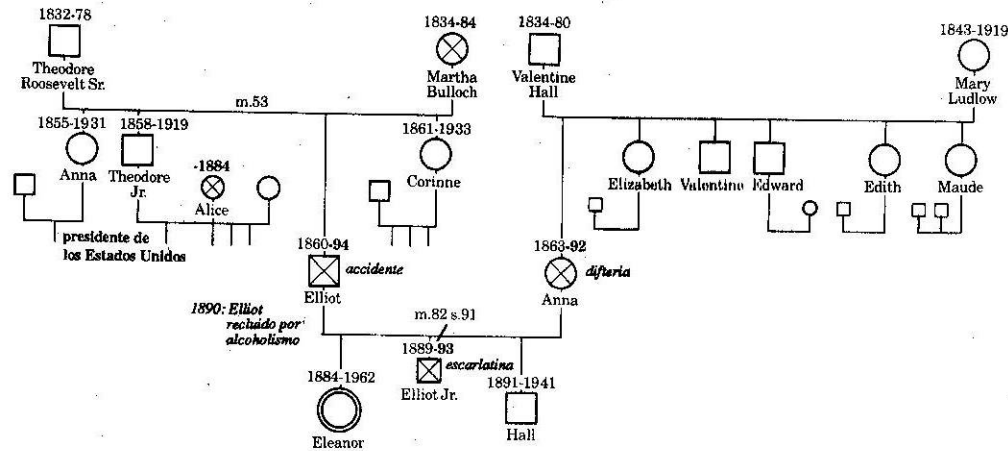 1832-78
1834-84
1834-80
1843-1919
Theodore
Roosevelt Sr.
Martha
Bulloch
Valentine
Hall
Mary
Ludlow
m.53
1855-1931
1858-1919
1861-1933
Anna
Theodore
Jr.
-1884
Alice
Corinne
Elizabeth
Valentino
Edward
Edith
Maude
presidente de
los Estados Unidos
1860-94
accidente
1863-92
difteria
Elliot
Anna
1890: Elliot
recluido por
alcoholismo
m.82 s.91
1889-93
escarlatina
1884-1962
Elliot Jr.
1891-1941
Eleanor
Hall